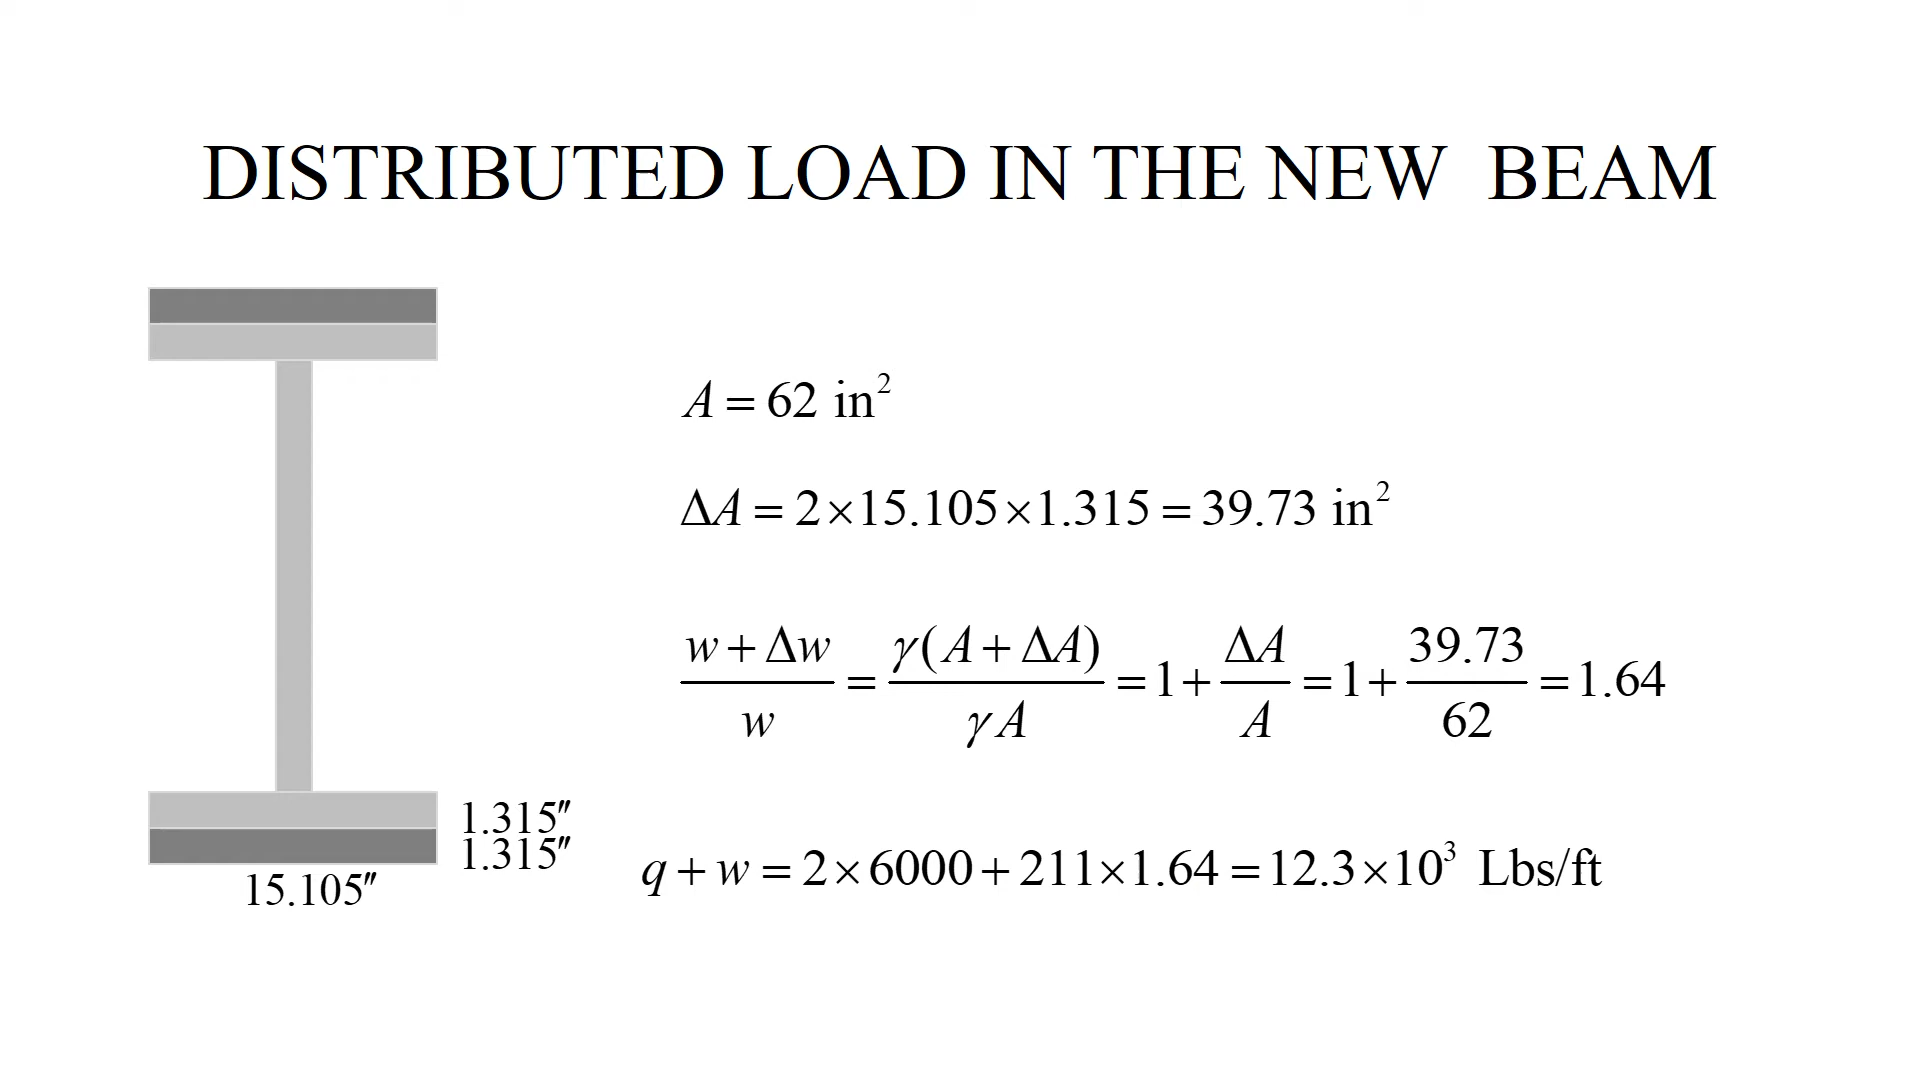 DISTRIBUTED LOAD IN THE NEW BEAM
A = 62 in²
ΔA = 2×15.105×1.315 = 39.73 in²
(w + Δw)/w = γ(A + ΔA)/(γA) = 1 + ΔA/A = 1 + 39.73/62 = 1.64
1.315″
1.315″
15.105″
q + w = 2×6000 + 211×1.64 = 12.3×10³ Lbs/ft